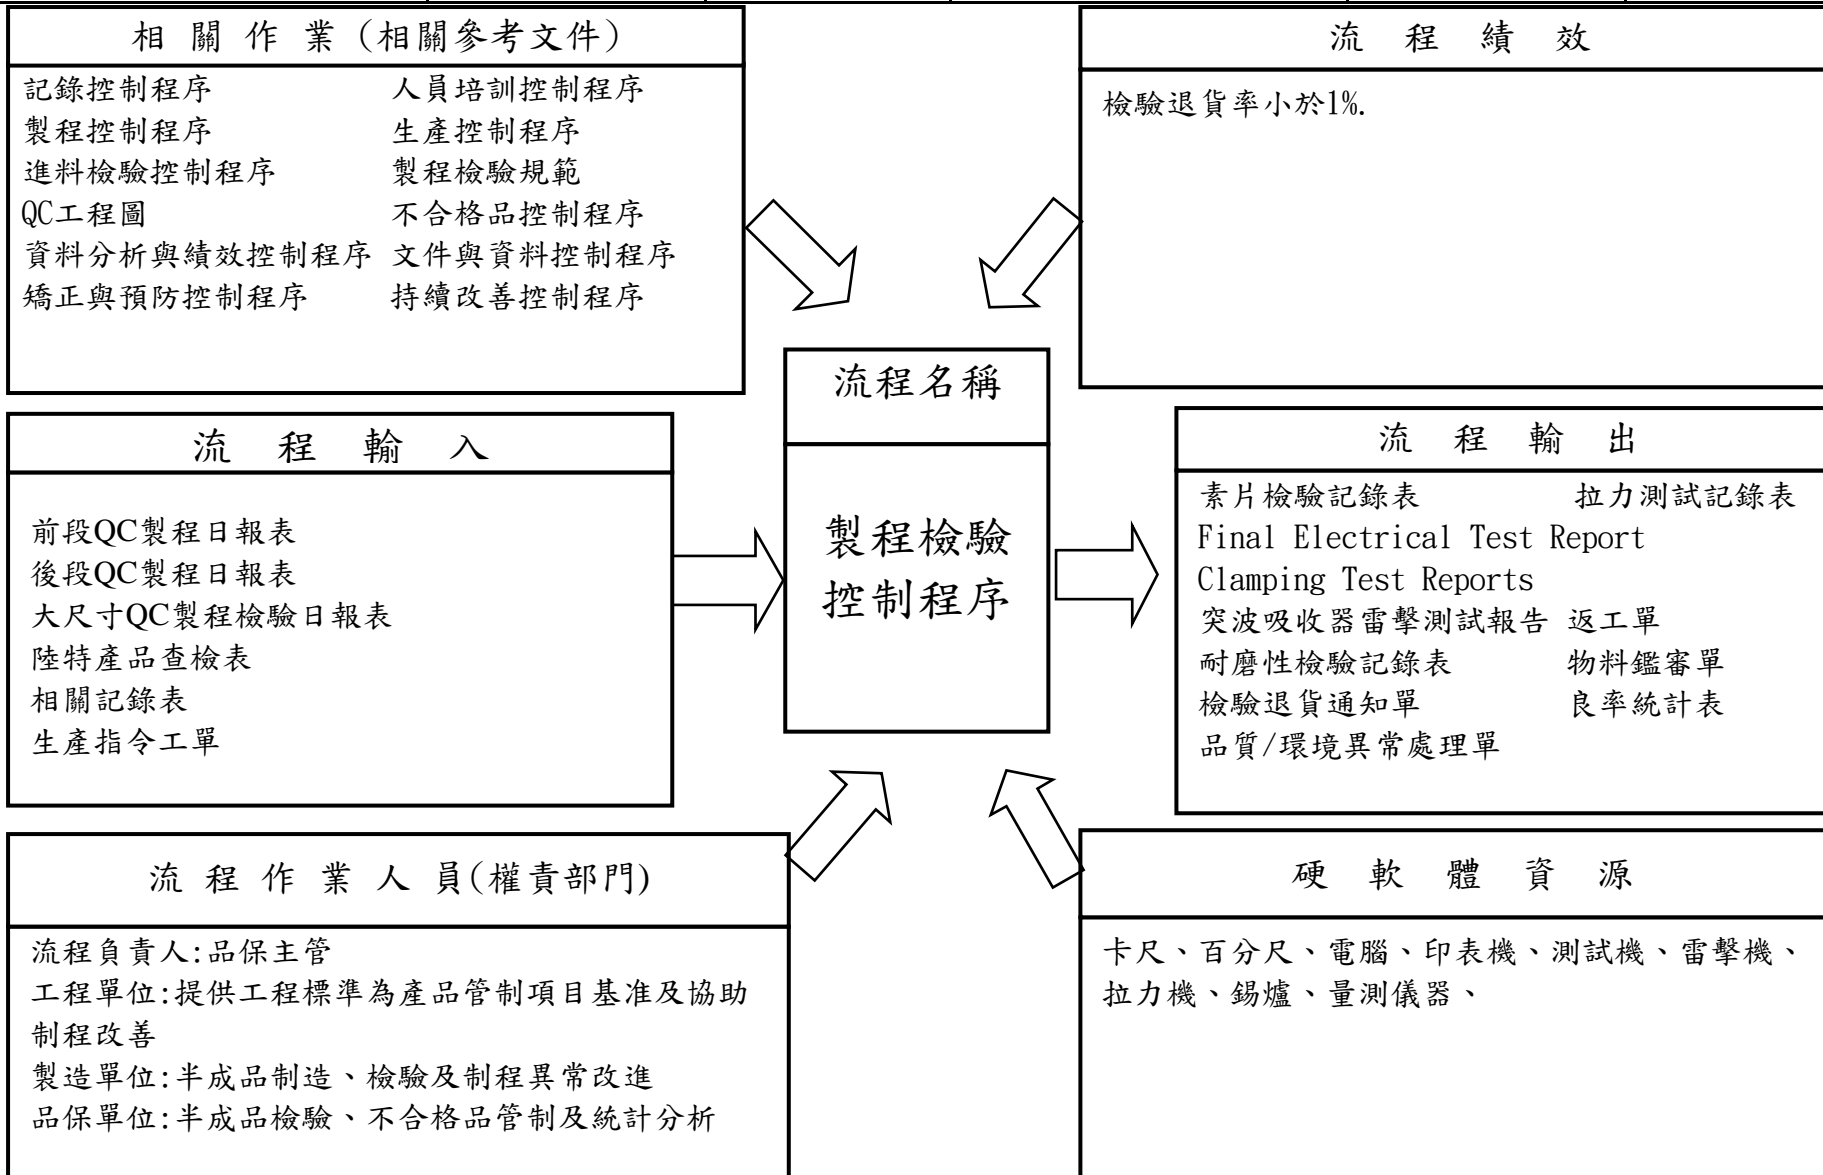 相 關 作 業 (相關參考文件)
記錄控制程序 人員培訓控制程序
製程控制程序 生產控制程序
進料檢驗控制程序 製程檢驗規範
QC工程圖 不合格品控制程序
資料分析與績效控制程序 文件與資料控制程序
矯正與預防控制程序 持續改善控制程序
流 程 績 效
檢驗退貨率小於1%.
流程名稱
製程檢驗
控制程序
流 程 輸 入
前段QC製程日報表
後段QC製程日報表
大尺寸QC製程檢驗日報表
陸特產品查檢表
相關記錄表
生產指令工單
流 程 輸 出
素片檢驗記錄表 拉力測試記錄表
Final Electrical Test Report
Clamping Test Reports
突波吸收器雷擊測試報告 返工單
耐磨性檢驗記錄表 物料鑑審單
檢驗退貨通知單 良率統計表
品質/環境異常處理單
流 程 作 業 人 員(權責部門)
流程負責人:品保主管
工程單位:提供工程標準為產品管制項目基准及協助
制程改善
製造單位:半成品制造、檢驗及制程異常改進
品保單位:半成品檢驗、不合格品管制及統計分析
硬 軟 體 資 源
卡尺、百分尺、電腦、印表機、測試機、雷擊機、
拉力機、錫爐、量測儀器、